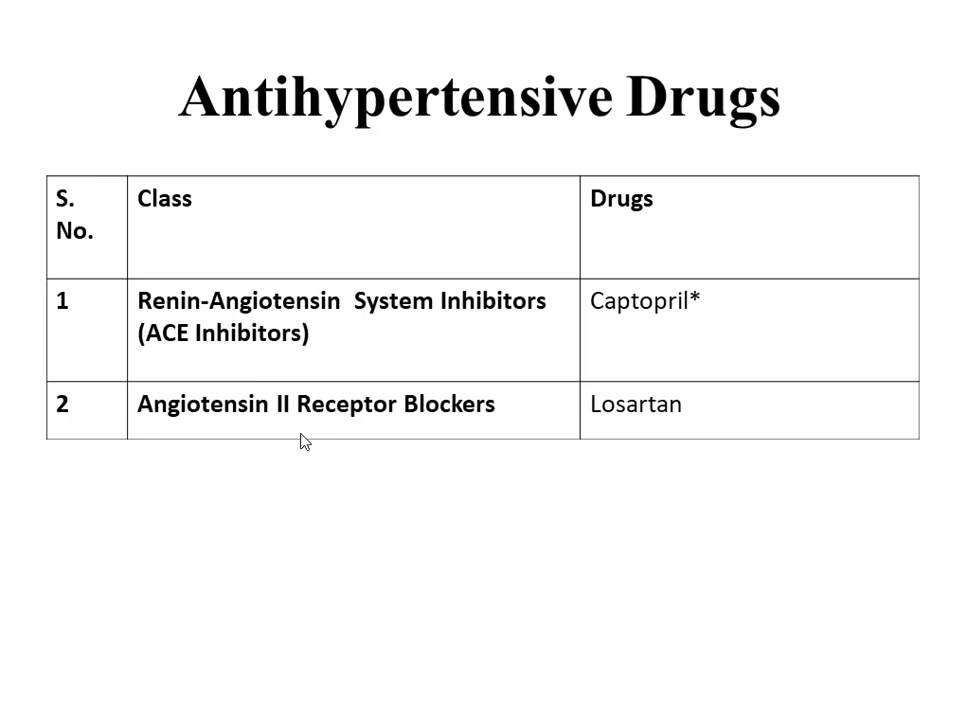 Antihypertensive Drugs
S. No.
Class
Drugs
1
Renin-Angiotensin System Inhibitors
(ACE Inhibitors)
Captopril*
2
Angiotensin II Receptor Blockers
Losartan